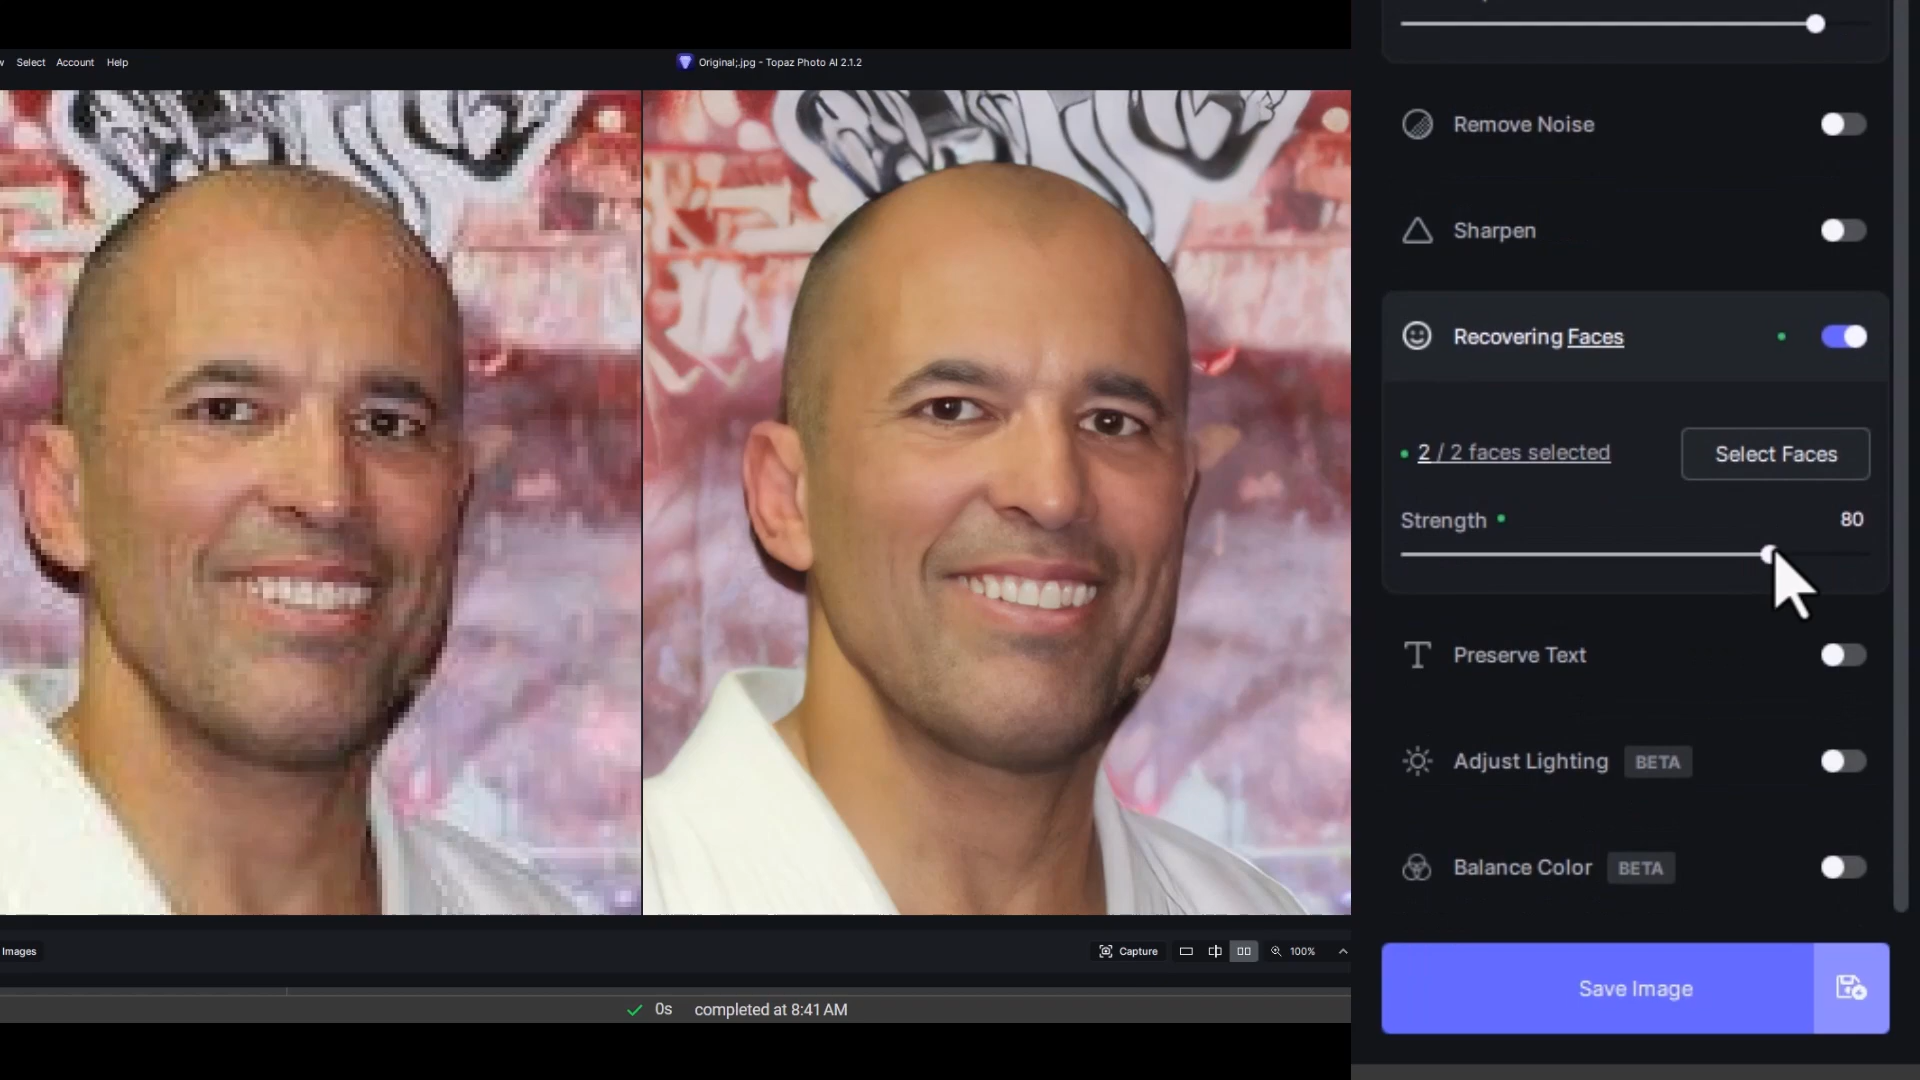 Select Account Help
Original;.jpg - Topaz Photo AI 2.1.2
Remove Noise
Sharpen
Recovering Faces
2 / 2 faces selected
Select Faces
Strength
80
Preserve Text
Adjust Lighting BETA
Balance Color BETA
Images
Capture
100%
Save Image
0s completed at 8:41 AM